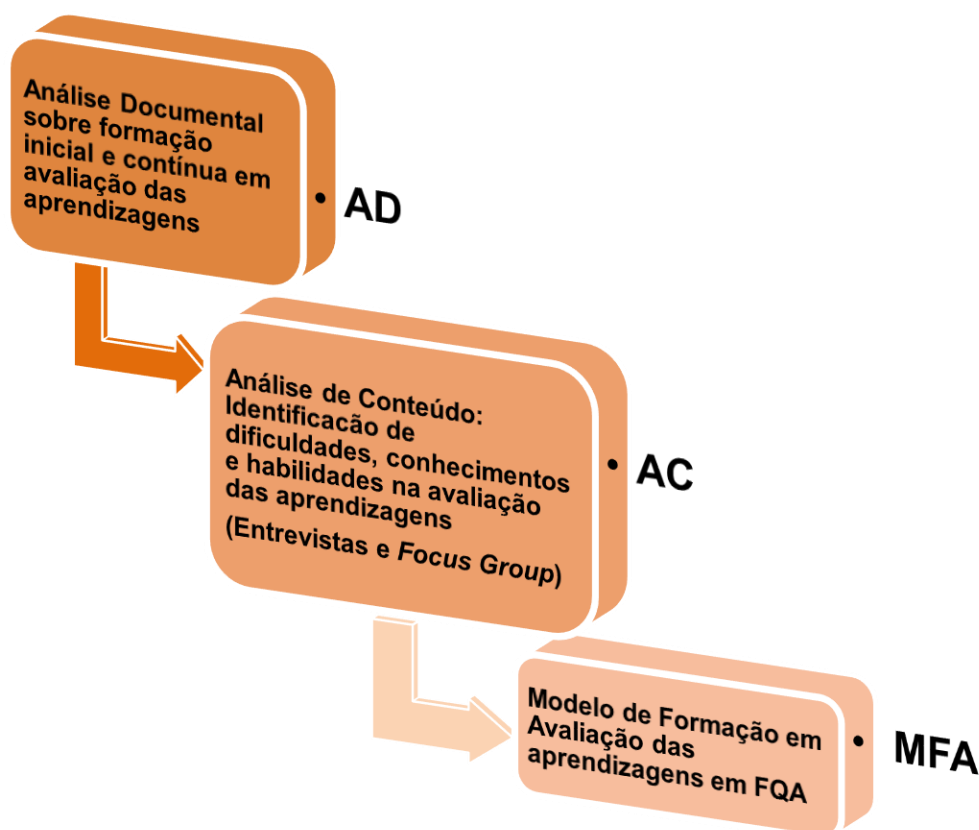 Análise Documental
sobre formação
inicial e contínua em
avaliação das
aprendizagens
• AD
Análise de Conteúdo:
Identificacão de
dificuldades, conhecimentos
e habilidades na avaliação
das aprendizagens
(Entrevistas e Focus Group)
• AC
Modelo de Formação em
Avaliação das
aprendizagens em FQA
• MFA